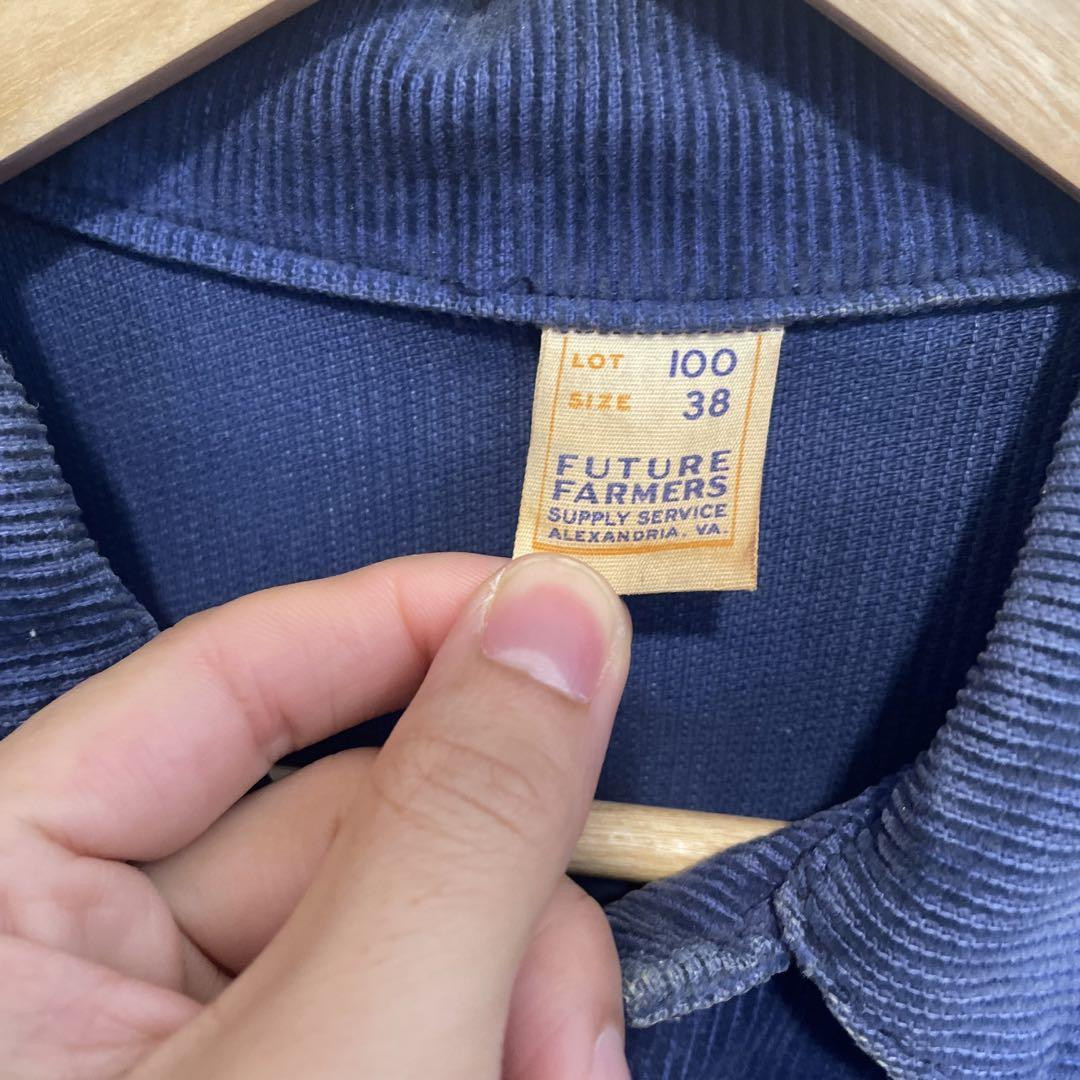 LOT 100
SIZE 38
FUTURE
FARMERS
SUPPLY SERVICE
ALEXANDRIA, VA.